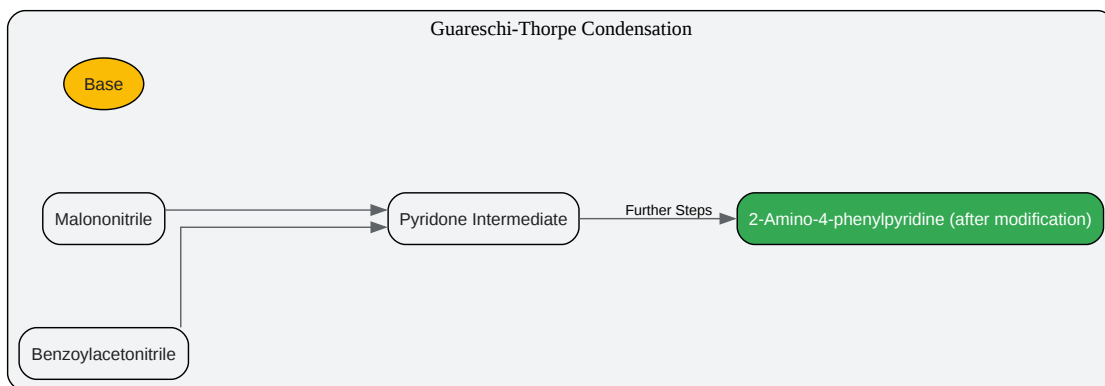 Guareschi-Thorpe Condensation
Base
Malononitrile
Pyridone Intermediate
Further Steps
2-Amino-4-phenylpyridine (after modification)
Benzoylacetonitrile